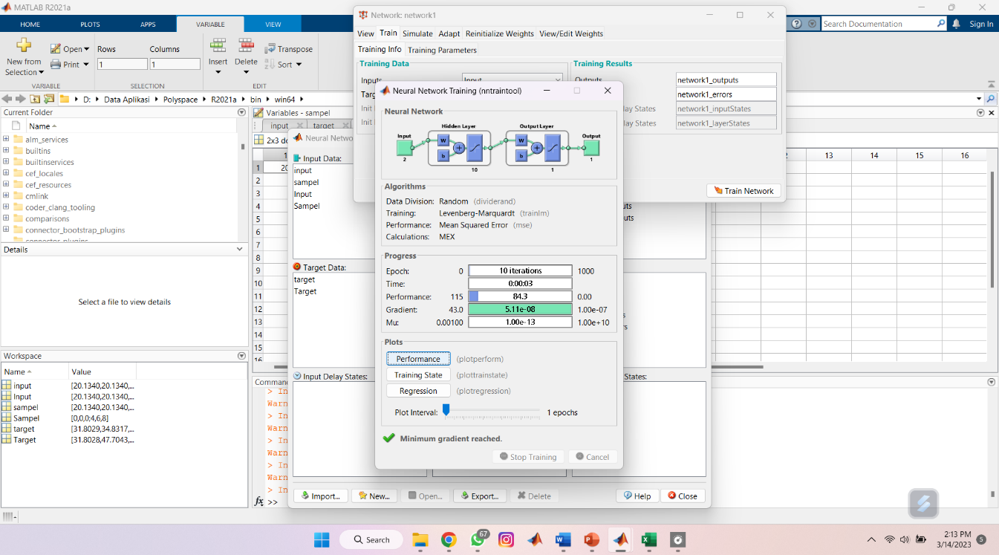 MATLAB R2021a
HOME PLOTS APPS VARIABLE VIEW
Search Documentation
Sign In
New from
Selection
Open
Print
Rows
Columns
1
1
Insert
Delete
Transpose
Sort
VARIABLE SELECTION EDIT
D: Data Aplikasi Polyspace R2021a bin win64
Current Folder
Name
alm_services
builtins
builtinservices
cef_locales
cef_resources
cmlink
coder_clang_tooling
comparisons
connector_bootstrap_plugins
connector_plugins
Details
Select a file to view details
Workspace
Name Value
input [20.1340,20.1340,...
Input [20.1340,20.1340,...
sampel [20.1340,20.1340,...
Sampel [0,0,0;4,6,8]
target [31.8029,34.8317,...
Target [31.8028,47.7043,...
Variables - sampel
input target
2x3 do
1
20
1
2
3
4
5
6
7
8
9
10
11
12
13
14
15
16
13 14 15 16
Network: network1
View Train Simulate Adapt Reinitialize Weights View/Edit Weights
Training Info Training Parameters
Training Data
Inputs Input
Targ
Init
Init
Training Results
Outputs network1_outputs
network1_errors
lay States network1_inputStates
lay States network1_layerStates
Train Network
Neural Netwo
Input Data:
input
sampel
Input
Sampel
Target Data:
target
Target
Input Delay States:
States:
uts
uts
Import...
New...
Open...
Export...
Delete
Help
Close
Neural Network Training (nntraintool)
Neural Network
Hidden Layer Output Layer
Input Output
W W
b b
2 10 1 1
Algorithms
Data Division: Random (dividerand)
Training: Levenberg-Marquardt (trainlm)
Performance: Mean Squared Error (mse)
Calculations: MEX
Progress
Epoch: 0 10 iterations 1000
Time: 0:00:03
Performance: 115 84.3 0.00
Gradient: 43.0 5.11e-08 1.00e-07
Mu: 0.00100 1.00e-13 1.00e+10
Plots
Performance (plotperform)
Training State (plottrainstate)
Regression (plotregression)
Plot Interval: 1 epochs
Minimum gradient reached.
Stop Training
Cancel
Comman
> In
Warn
> In
Warn
> In
Warn
> In
Warn
> In
fx >>
Search
67
2:13 PM
3/14/2023
5